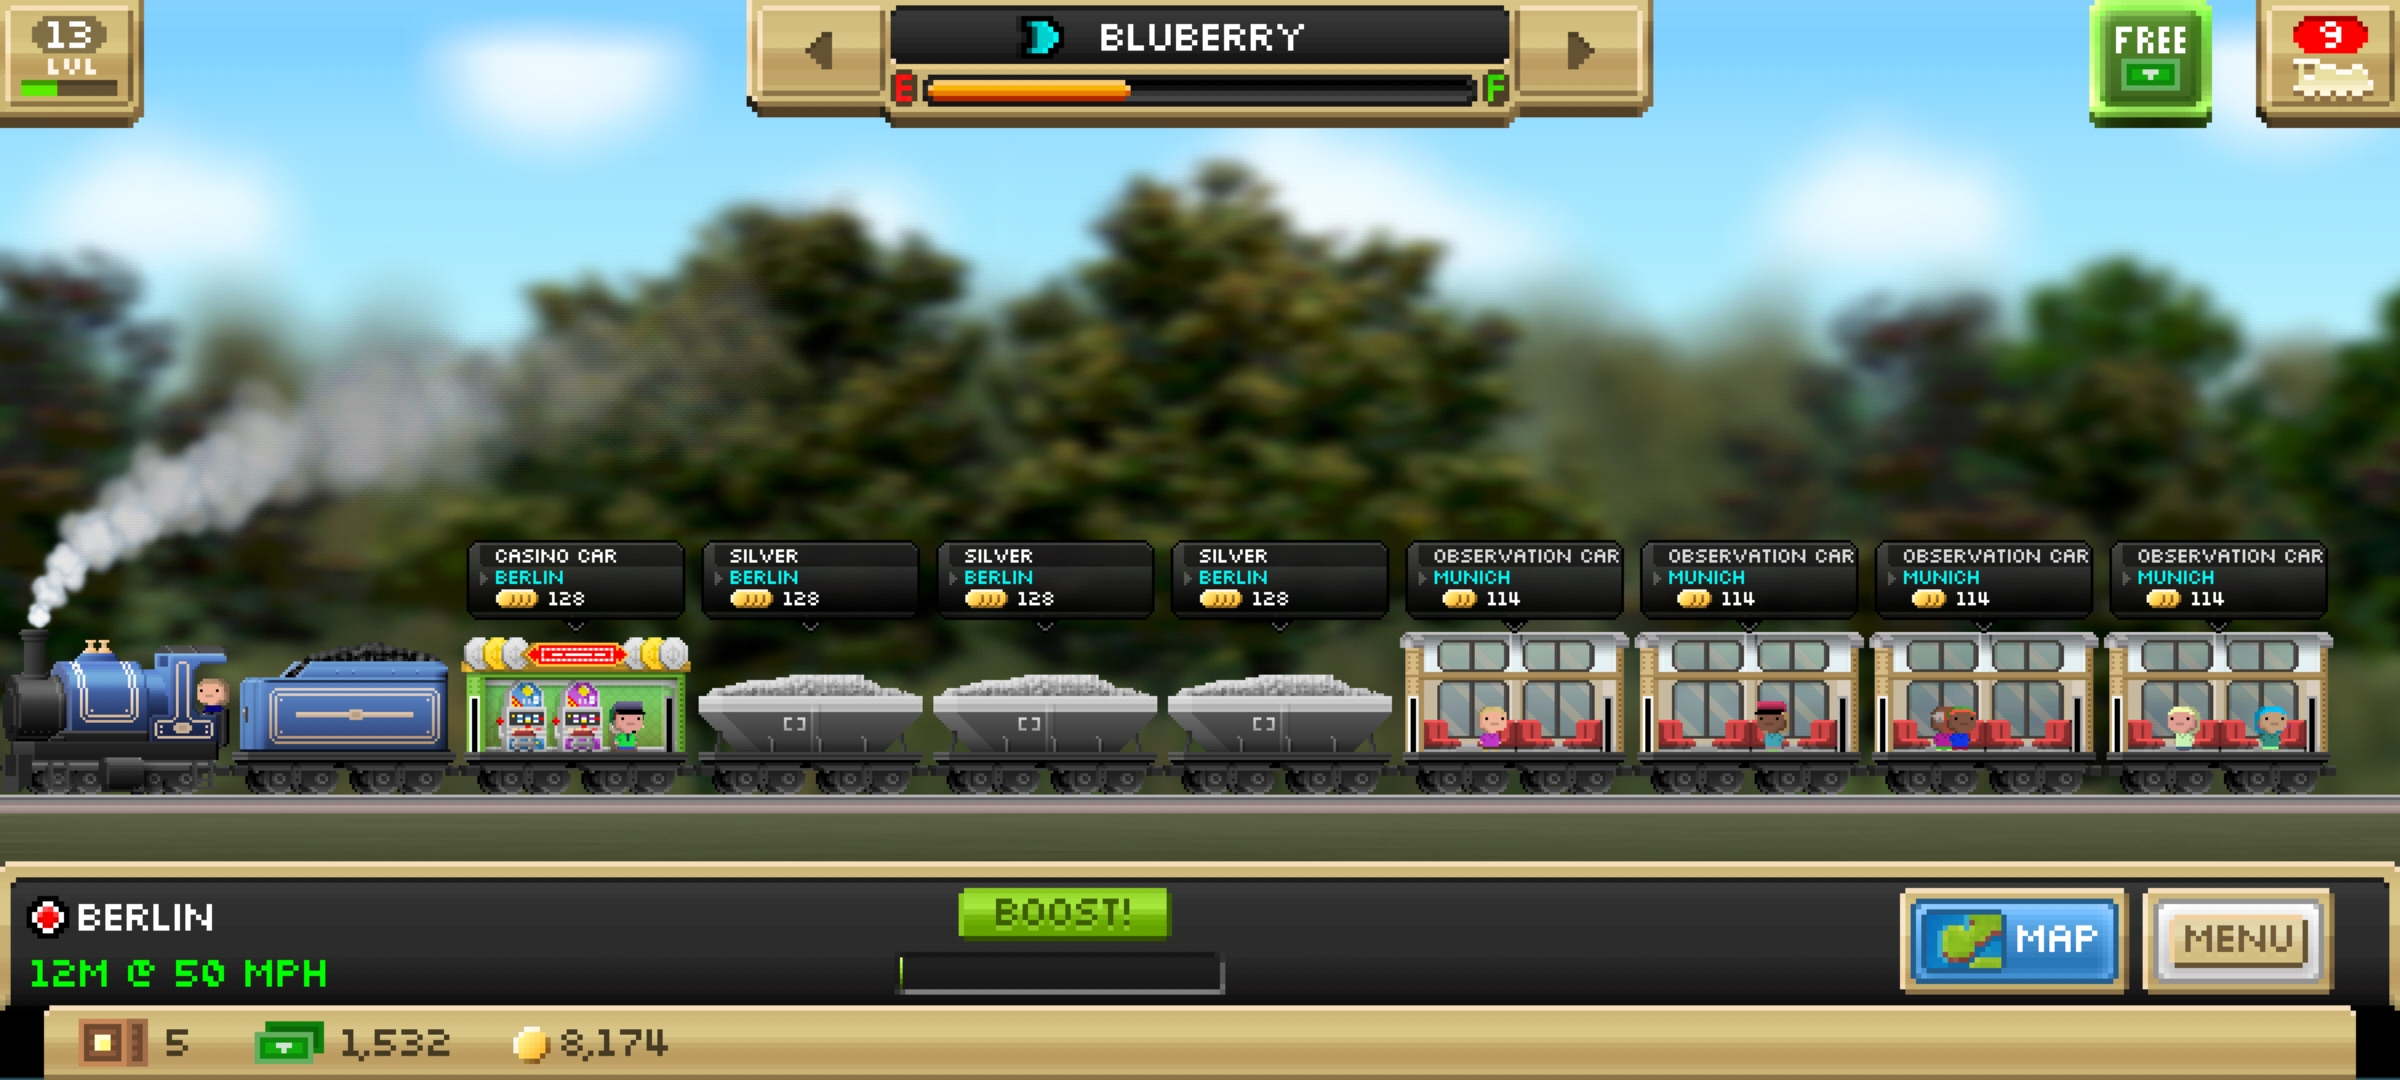 13
LVL
BLUBERRY
E
F
FREE
9
CASINO CAR
BERLIN
128
SILVER
BERLIN
128
SILVER
BERLIN
128
SILVER
BERLIN
128
OBSERVATION CAR
MUNICH
114
OBSERVATION CAR
MUNICH
114
OBSERVATION CAR
MUNICH
114
OBSERVATION CAR
MUNICH
114
BERLIN
12M @ 50 MPH
BOOST!
MAP
MENU
5
1,532
8,174